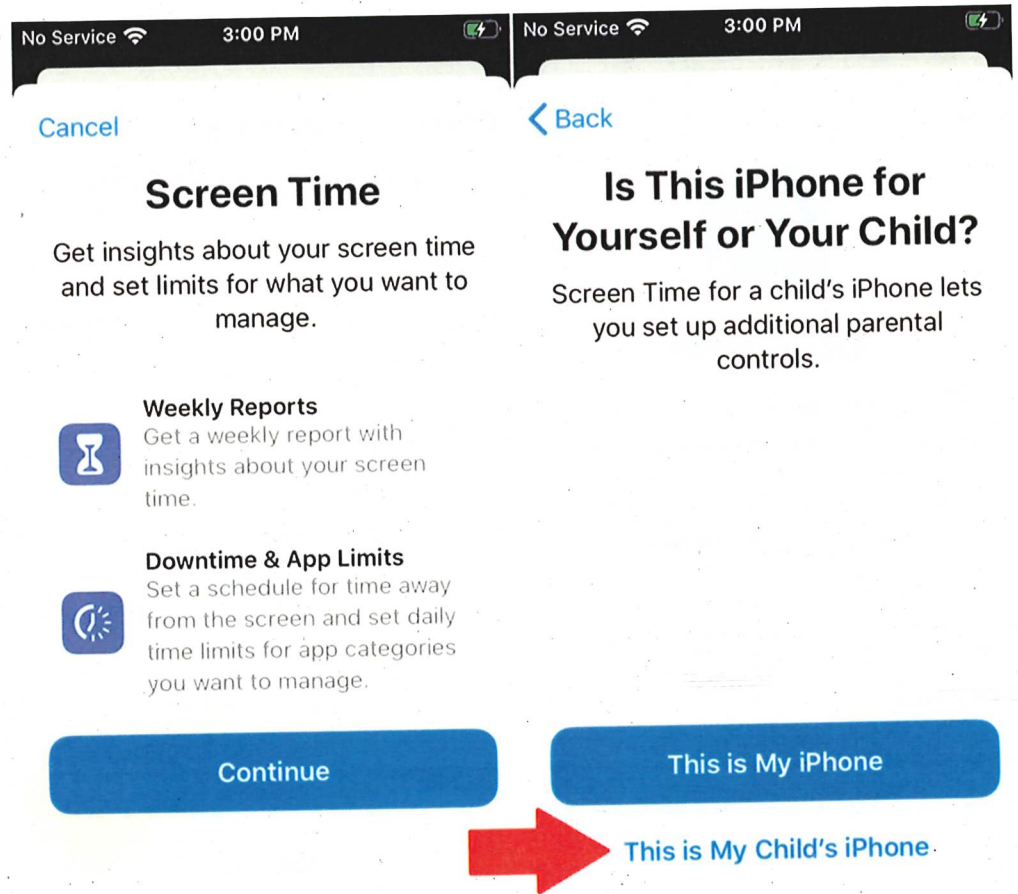 No Service 3:00 PM
Cancel
Screen Time
Get insights about your screen time
and set limits for what you want to
manage.
Weekly Reports
Get a weekly report with
insights about your screen
time.
Downtime & App Limits
Set a schedule for time away
from the screen and set daily
time limits for app categories
you want to manage.
Continue
No Service 3:00 PM
Back
Is This iPhone for
Yourself or Your Child?
Screen Time for a child's iPhone lets
you set up additional parental
controls.
This is My iPhone
This is My Child's iPhone